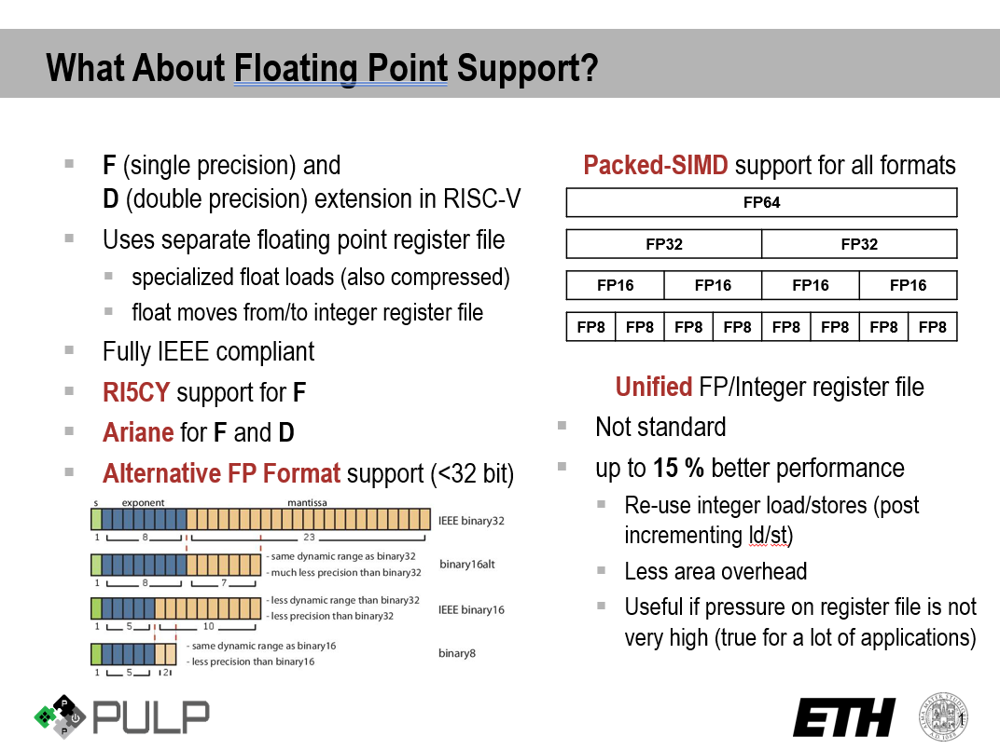 What About Floating Point Support?
F (single precision) and
D (double precision) extension in RISC-V
Uses separate floating point register file
specialized float loads (also compressed)
float moves from/to integer register file
Fully IEEE compliant
RI5CY support for F
Ariane for F and D
Alternative FP Format support (<32 bit)
s exponent mantissa
IEEE binary32
1 8 23
- same dynamic range as binary32
- much less precision than binary32
binary16alt
1 8 7
- less dynamic range than binary32
- less precision than binary32
IEEE binary16
1 5 10
- same dynamic range as binary16
- less precision than binary16
binary8
1 5 2
Packed-SIMD support for all formats
FP64
FP32 FP32
FP16 FP16 FP16 FP16
FP8 FP8 FP8 FP8 FP8 FP8 FP8 FP8
Unified FP/Integer register file
Not standard
up to 15 % better performance
Re-use integer load/stores (post
incrementing ld/st)
Less area overhead
Useful if pressure on register file is not
very high (true for a lot of applications)
P
P
PULP
ETH
ALMA MATER STUDIORUM
A.D. 1088
1